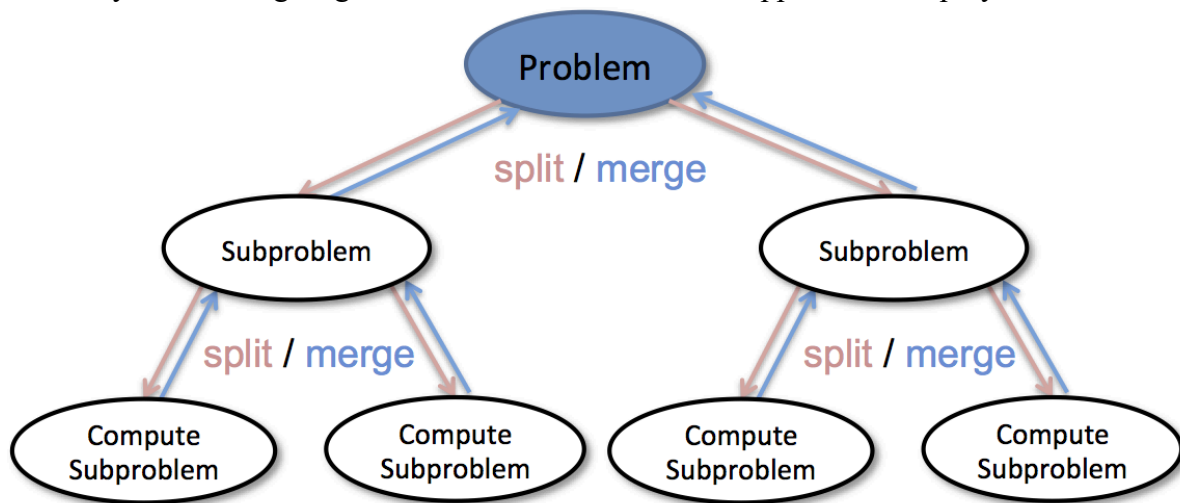 Problem
split / merge
Subproblem
Subproblem
split / merge
split / merge
Compute
Subproblem
Compute
Subproblem
Compute
Subproblem
Compute
Subproblem